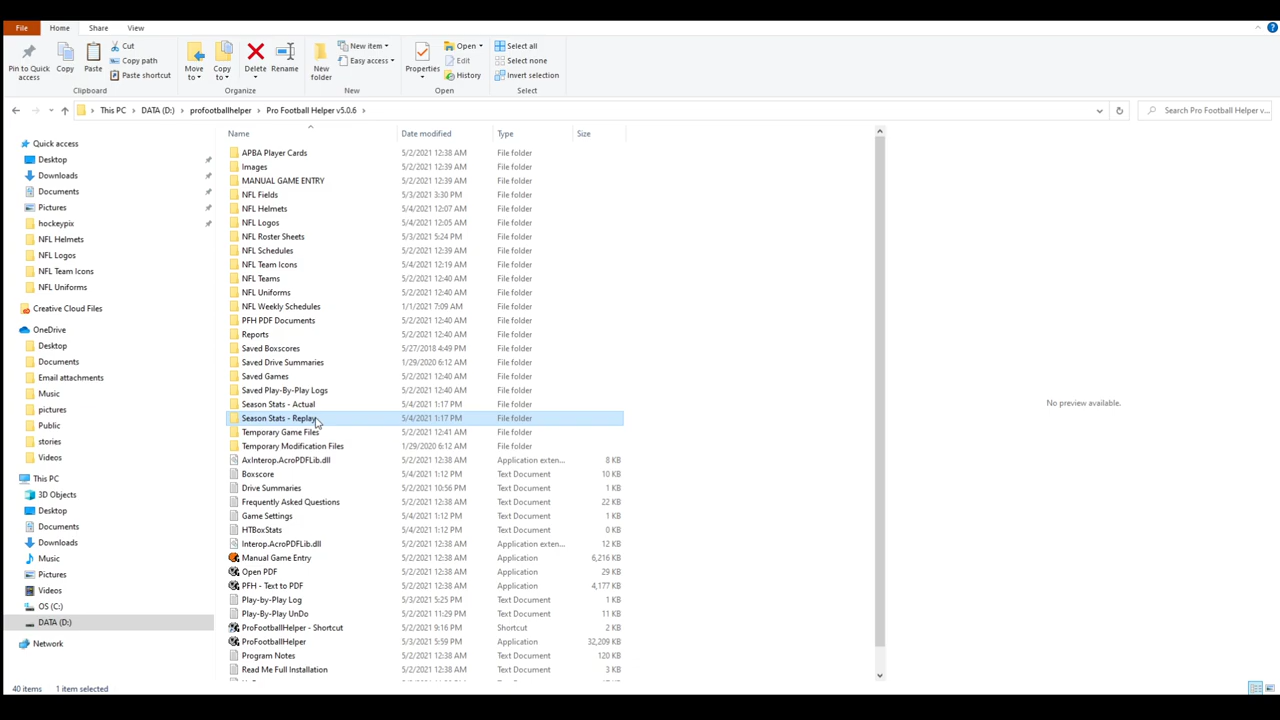 File Home Share View
Pin to Quick access
Copy
Paste
Cut
Copy path
Paste shortcut
Clipboard
Move to
Copy to
Delete
Rename
Organize
New folder
New item
Easy access
New
Properties
Open
Edit
History
Open
Select all
Select none
Invert selection
Select
This PC DATA (D:) profootballhelper Pro Football Helper v5.0.6
Search Pro Football Helper v...
Quick access
Desktop
Downloads
Documents
Pictures
hockeypix
NFL Helmets
NFL Logos
NFL Team Icons
NFL Uniforms
Creative Cloud Files
OneDrive
Desktop
Documents
Email attachments
Music
pictures
Public
stories
Videos
This PC
3D Objects
Desktop
Documents
Downloads
Music
Pictures
Videos
OS (C:)
DATA (D:)
Network
Name Date modified Type Size
APBA Player Cards 5/2/2021 12:38 AM File folder
Images 5/2/2021 12:39 AM File folder
MANUAL GAME ENTRY 5/2/2021 12:39 AM File folder
NFL Fields 5/3/2021 3:30 PM File folder
NFL Helmets 5/4/2021 12:07 AM File folder
NFL Logos 5/4/2021 12:05 AM File folder
NFL Roster Sheets 5/3/2021 5:24 PM File folder
NFL Schedules 5/2/2021 12:39 AM File folder
NFL Team Icons 5/4/2021 12:19 AM File folder
NFL Teams 5/2/2021 12:40 AM File folder
NFL Uniforms 5/2/2021 12:40 AM File folder
NFL Weekly Schedules 1/1/2021 7:09 AM File folder
PFH PDF Documents 5/2/2021 12:40 AM File folder
Reports 5/2/2021 12:40 AM File folder
Saved Boxscores 5/27/2018 4:49 PM File folder
Saved Drive Summaries 1/29/2020 6:12 AM File folder
Saved Games 5/2/2021 12:40 AM File folder
Saved Play-By-Play Logs 5/2/2021 12:40 AM File folder
Season Stats - Actual 5/4/2021 1:17 PM File folder
Season Stats - Replay 5/4/2021 1:17 PM File folder
Temporary Game Files 5/2/2021 12:41 AM File folder
Temporary Modification Files 1/29/2020 6:12 AM File folder
AxInterop.AcroPDFLib.dll 5/2/2021 12:38 AM Application exten... 8 KB
Boxscore 5/4/2021 1:12 PM Text Document 10 KB
Drive Summaries 5/2/2021 10:56 PM Text Document 1 KB
Frequently Asked Questions 5/2/2021 12:38 AM Text Document 22 KB
Game Settings 5/4/2021 1:12 PM Text Document 1 KB
HTBoxStats 5/4/2021 1:12 PM Text Document 0 KB
Interop.AcroPDFLib.dll 5/2/2021 12:38 AM Application exten... 12 KB
Manual Game Entry 5/2/2021 12:38 AM Application 6,216 KB
Open PDF 5/2/2021 12:38 AM Application 29 KB
PFH - Text to PDF 5/2/2021 12:38 AM Application 4,177 KB
Play-by-Play Log 5/3/2021 5:25 PM Text Document 1 KB
Play-By-Play UnDo 5/2/2021 11:29 PM Text Document 11 KB
ProFootballHelper - Shortcut 5/2/2021 9:16 PM Shortcut 2 KB
ProFootballHelper 5/3/2021 5:59 PM Application 32,209 KB
Program Notes 5/2/2021 12:38 AM Text Document 120 KB
Read Me Full Installation 5/2/2021 12:38 AM Text Document 3 KB
No preview available.
40 items 1 item selected